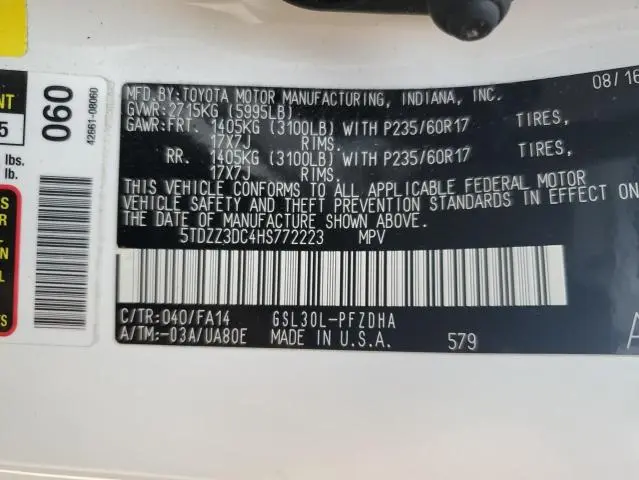 MFD.BY:TOYOTA MOTOR MANUFACTURING, INDIANA, INC. 08/16
GVWR:2715KG (5995LB)
GAWR:FRT. 1405KG (3100LB) WITH P235/60R17 TIRES,
17X7J RIMS.
RR. 1405KG (3100LB) WITH P235/60R17 TIRES,
17X7J RIMS.
THIS VEHICLE CONFORMS TO ALL APPLICABLE FEDERAL MOTOR
VEHICLE SAFETY AND THEFT PREVENTION STANDARDS IN EFFECT ON
THE DATE OF MANUFACTURE SHOWN ABOVE.
5TDZZ3DC4HS772223 MPV
C/TR:040/FA14 GSL30L-PFZDHA
A/TM:-03A/UA80E MADE IN U.S.A. 579
A
060
42661-08060
NT
5
lbs.
lb.
S
R